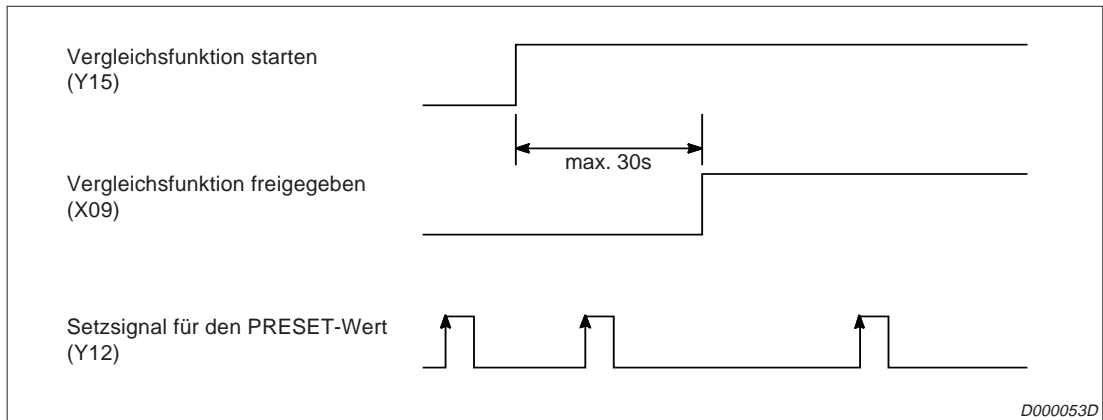 Vergleichsfunktion starten
(Y15)
max. 30s
Vergleichsfunktion freigegeben
(X09)
Setzsignal für den PRESET-Wert
(Y12)
D000053D